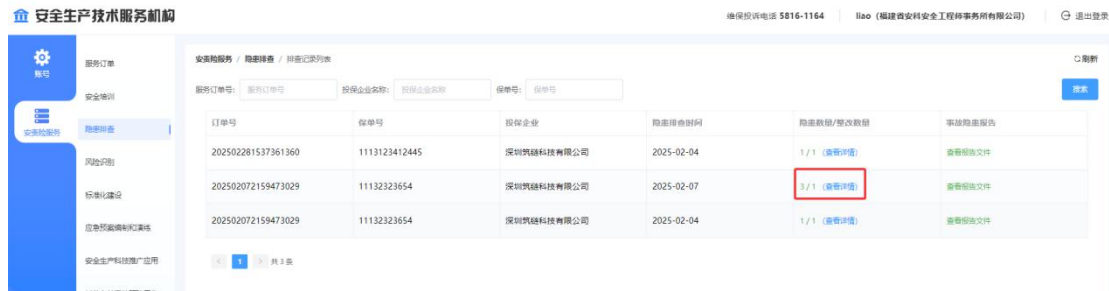 安全生产技术服务机构
维保投诉电话 5816-1164
liao（福建省安科安全工程师事务所有限公司）
退出登录
账号
安责险服务
服务订单
安全培训
隐患排查
风险识别
标准化建设
应急预案编制和演练
安全生产科技推广应用
安责险服务 / 隐患排查 / 排查记录列表
刷新
服务订单号: 服务订单号 投保企业名称: 投保企业名称 保单号: 保单号 搜索
订单号 保单号 投保企业 隐患排查时间 隐患数量/整改数量 事故隐患报告
202502281537361360 1113123412445 深圳筑链科技有限公司 2025-02-04 1 / 1 （查看详情） 查看报告文件
202502072159473029 11132323654 深圳筑链科技有限公司 2025-02-07 3 / 1 （查看详情） 查看报告文件
202502072159473029 11132323654 深圳筑链科技有限公司 2025-02-04 1 / 1 （查看详情） 查看报告文件
< 1 > 共 3 条